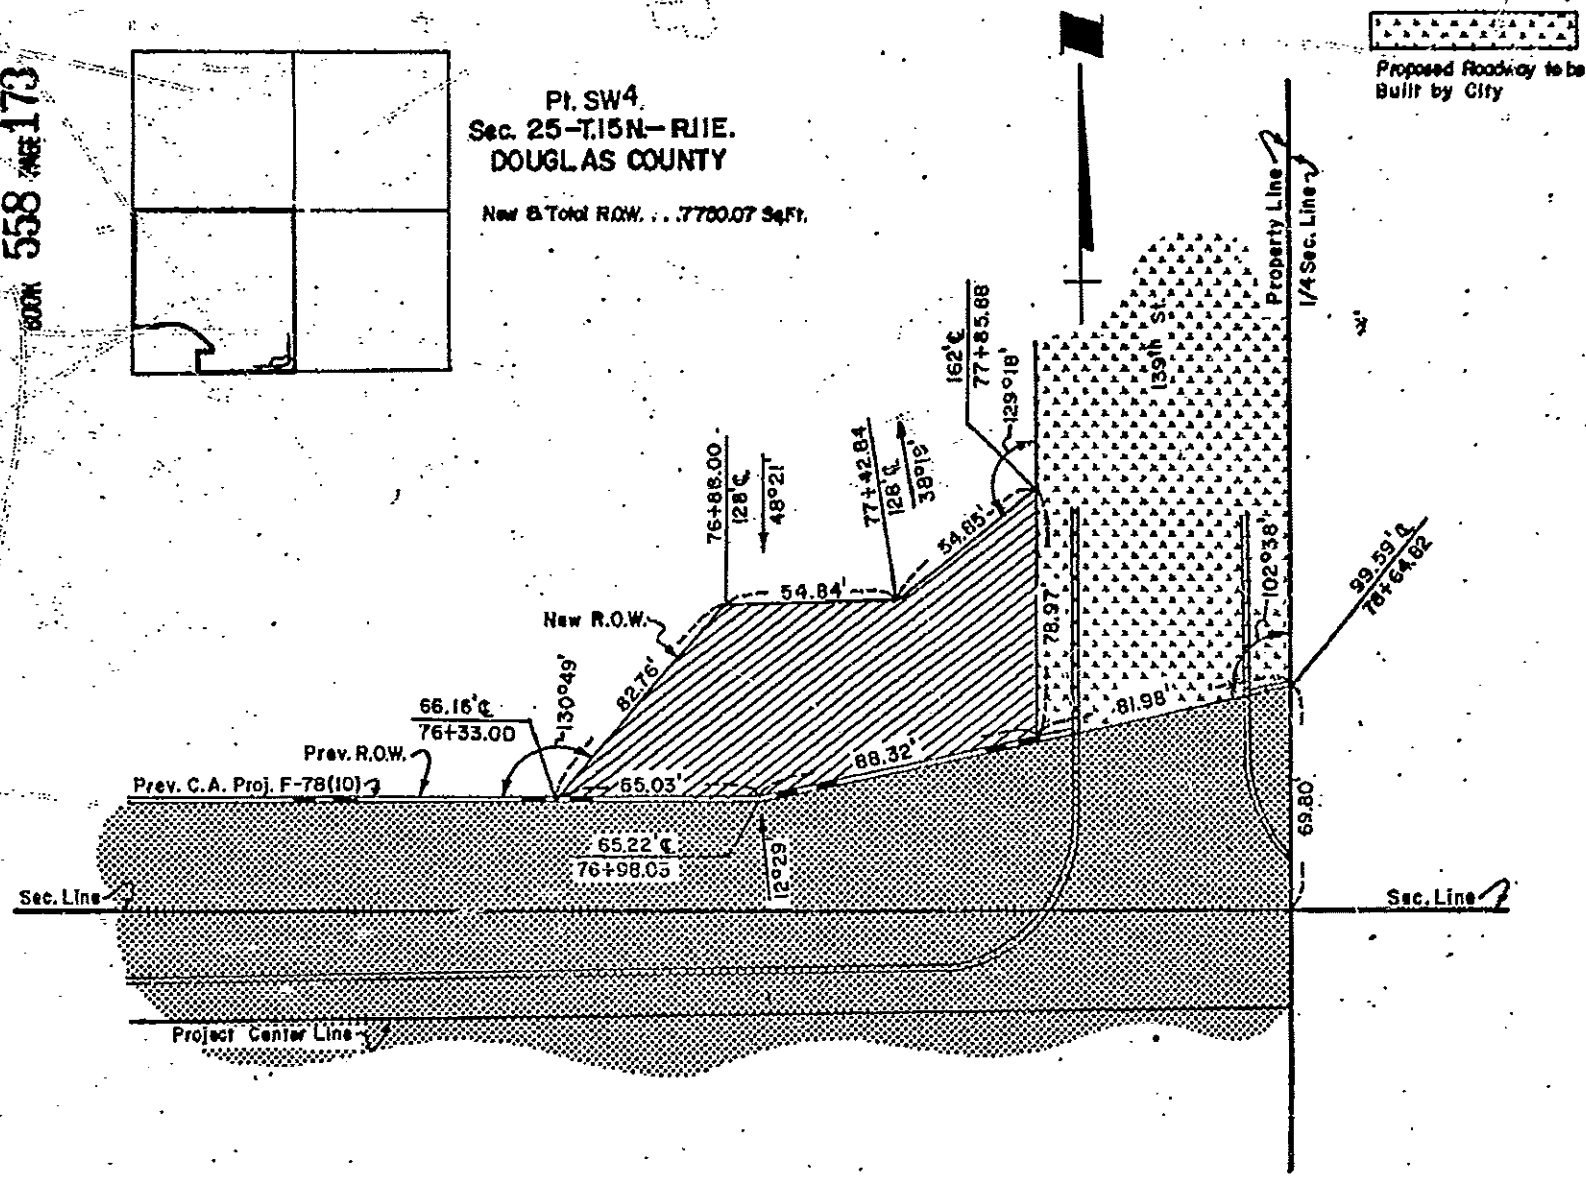 BOOK 558 PAGE 173
Pt. SW4
Sec. 25-T.15N-R11E.
DOUGLAS COUNTY
New & Total R.O.W. . . . 7780.07 Sq.Ft.
Proposed Roadway to be
Built by City
Property Line
1/4 Sec. Line
139th St.
162' ℄
77+85.88
129°18'
76+88.00
128' ℄
48°21'
77+42.84
128' ℄
38°15'
54.85'
54.84'
New R.O.W.
82.76'
130°49'
66.16' ℄
76+33.00
Prev. R.O.W.
Prev. C.A. Proj. F-78(10)
65.03'
88.32'
81.98'
78.97'
102°38'
99.59' ℄
78+64.82
69.80
65.22' ℄
76+98.03
12°29'
Sec. Line
Sec. Line
Project Center Line